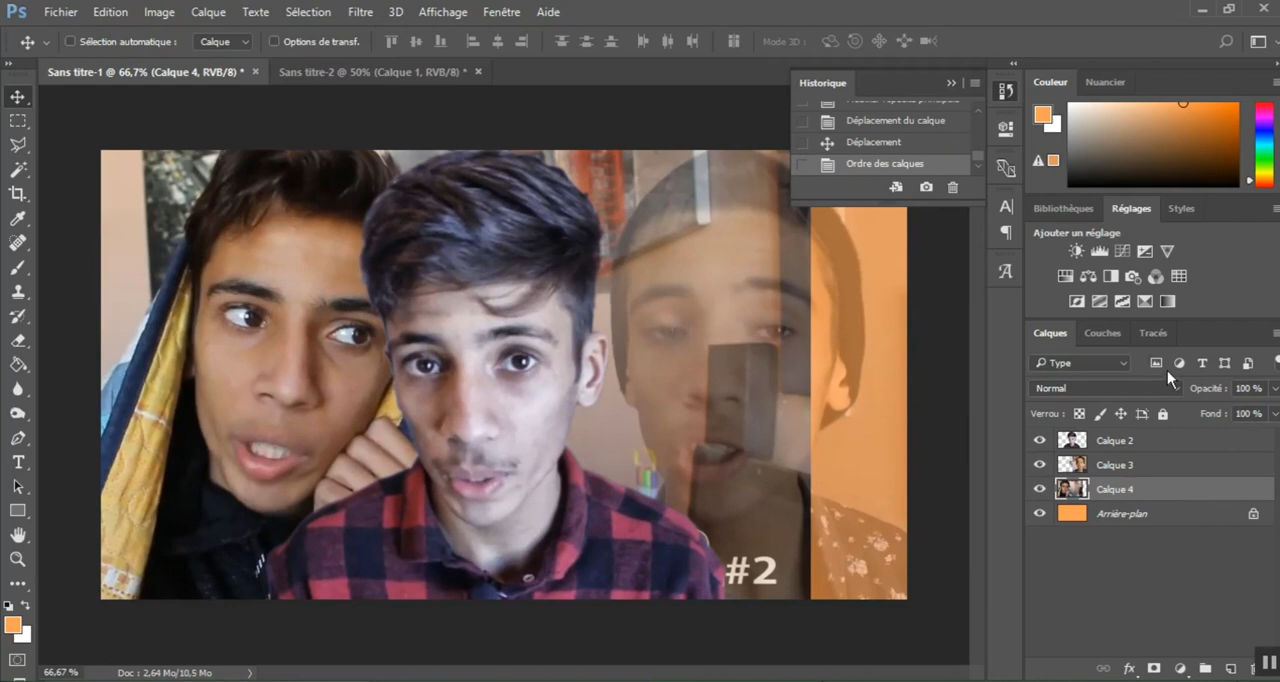 Ps Fichier Edition Image Calque Texte Sélection Filtre 3D Affichage Fenêtre Aide
Sélection automatique : Calque Options de transf. Mode 3D :
Sans titre-1 @ 66,7% (Calque 4, RVB/8) * × Sans titre-2 @ 50% (Calque 1, RVB/8) * ×
Historique
Déplacement du calque
Déplacement
Ordre des calques
Couleur Nuancier
Bibliothèques Réglages Styles
Ajouter un réglage
Calques Couches Tracés
Type
Normal Opacité : 100 %
Verrou : Fond : 100 %
Calque 2
Calque 3
Calque 4
Arrière-plan
#2
66,67 % Doc : 2,64 Mo/10,5 Mo